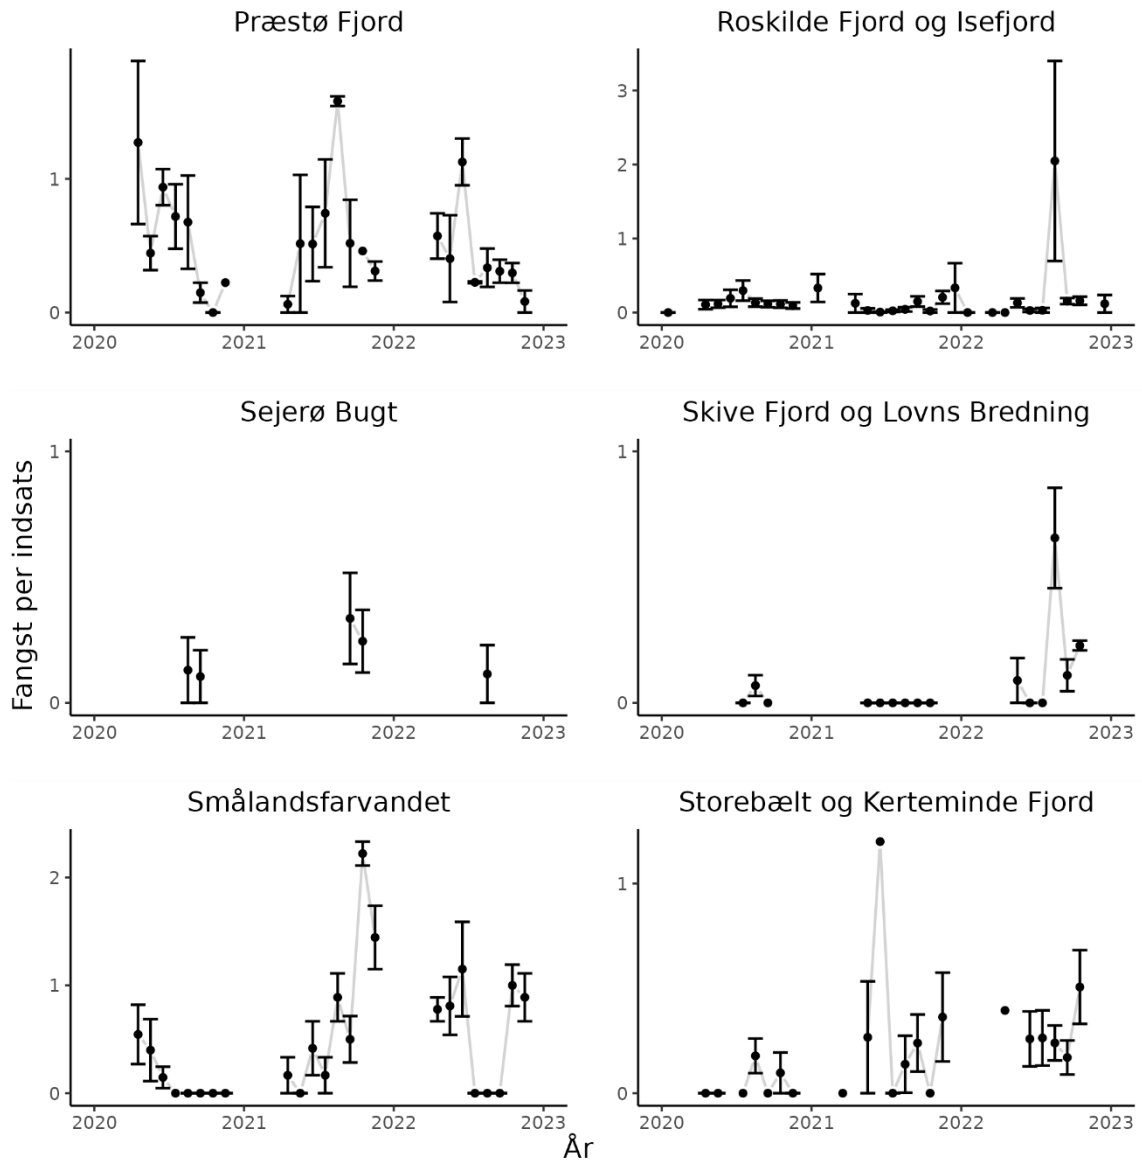 Præstø Fjord
Roskilde Fjord og Isefjord
1
0
2020 2021 2022 2023
3
2
1
0
2020 2021 2022 2023
Sejerø Bugt
Skive Fjord og Lovns Bredning
Fangst per indsats
1
0
2020 2021 2022 2023
1
0
2020 2021 2022 2023
Smålandsfarvandet
Storebælt og Kerteminde Fjord
2
1
0
2020 2021 2022 2023
1
0
2020 2021 2022 2023
År